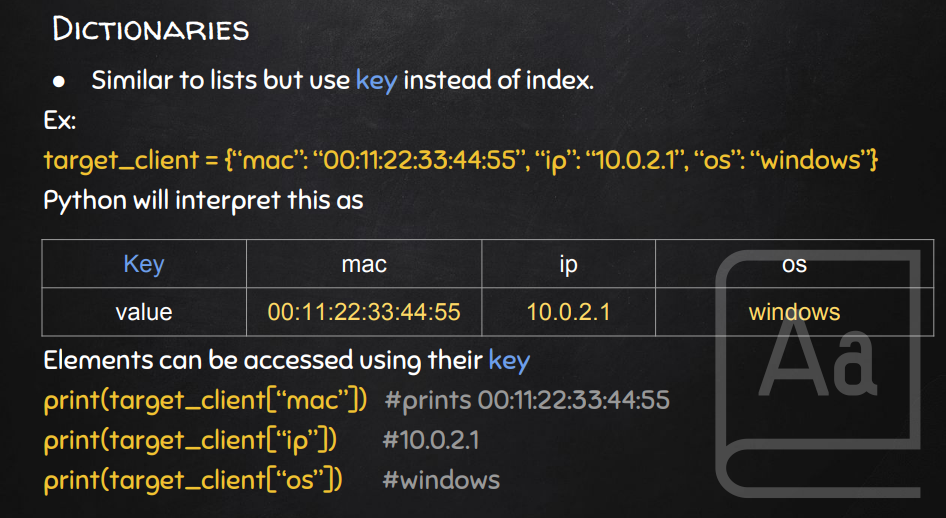 Dictionaries
● Similar to lists but use key instead of index.
Ex:
target_client = {“mac”: “00:11:22:33:44:55”, “ip”: “10.0.2.1”, “os”: “windows”}
Python will interpret this as
Key mac ip os
value 00:11:22:33:44:55 10.0.2.1 windows
Aa
Elements can be accessed using their key
print(target_client[“mac”]) #prints 00:11:22:33:44:55
print(target_client[“ip”]) #10.0.2.1
print(target_client[“os”]) #windows